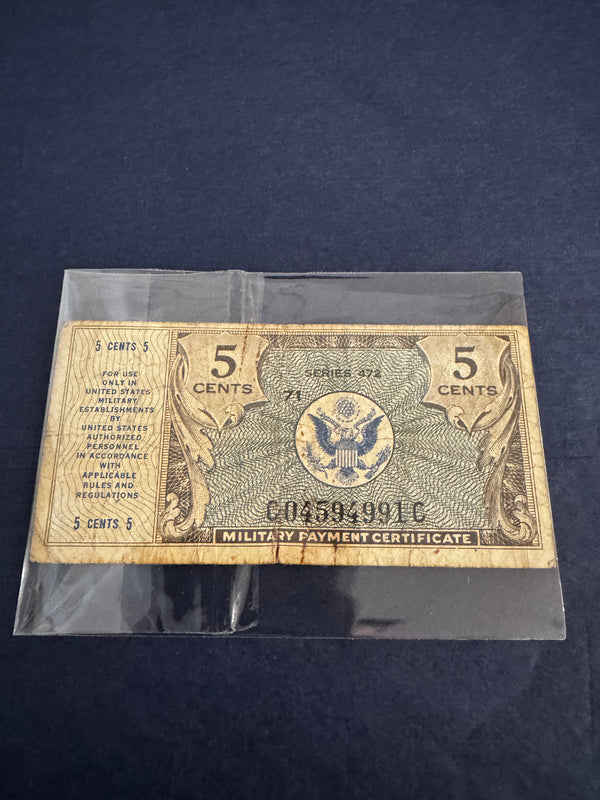 5 CENTS 5
FOR USE
ONLY IN
UNITED STATES
MILITARY
ESTABLISHMENTS
BY
UNITED STATES
AUTHORIZED
PERSONNEL
IN ACCORDANCE
WITH
APPLICABLE
RULES AND
REGULATIONS
5 CENTS 5
5
CENTS
SERIES 472
71
5
CENTS
C04594991C
MILITARY PAYMENT CERTIFICATE